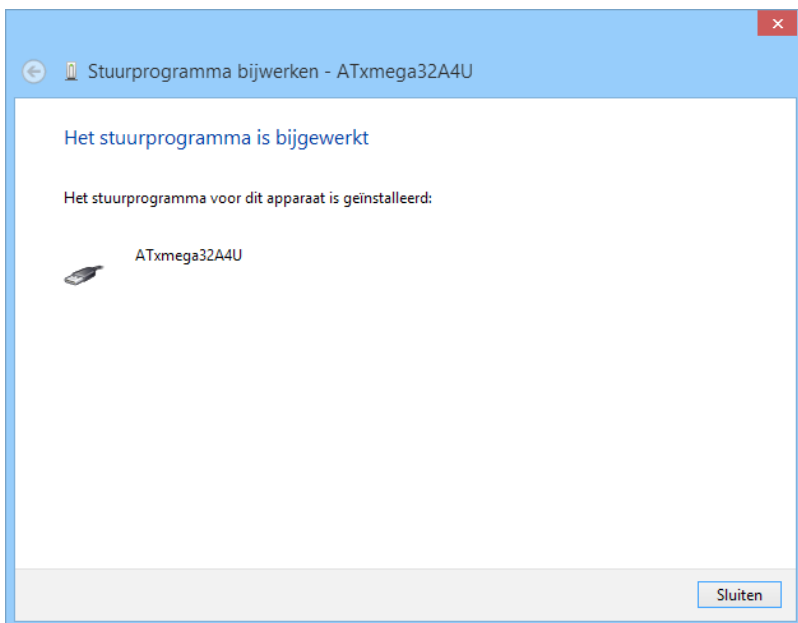 Stuurprogramma bijwerken - ATxmega32A4U
Het stuurprogramma is bijgewerkt
Het stuurprogramma voor dit apparaat is geïnstalleerd:
ATxmega32A4U
Sluiten